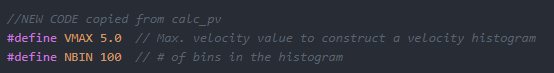 //NEW CODE copied from calc_pv
#define VMAX 5.0  // Max. velocity value to construct a velocity histogram
#define NBIN 100  // # of bins in the histogram